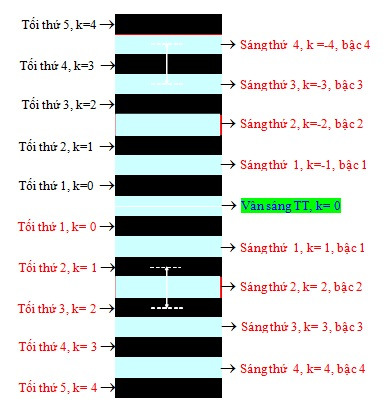 Tối thứ 5, k=4
Sáng thứ 4, k =-4, bậc 4
Tối thứ 4, k=3
Sáng thứ 3, k=-3, bậc 3
Tối thứ 3, k=2
Sáng thứ 2, k=-2, bậc 2
Tối thứ 2, k=1
Sáng thứ 1, k=-1, bậc 1
Tối thứ 1, k=0
Vân sáng TT, k= 0
Tối thứ 1, k= 0
Sáng thứ 1, k= 1, bậc 1
Tối thứ 2, k= 1
Sáng thứ 2, k= 2, bậc 2
Tối thứ 3, k= 2
Sáng thứ 3, k= 3, bậc 3
Tối thứ 4, k= 3
Sáng thứ 4, k= 4, bậc 4
Tối thứ 5, k= 4